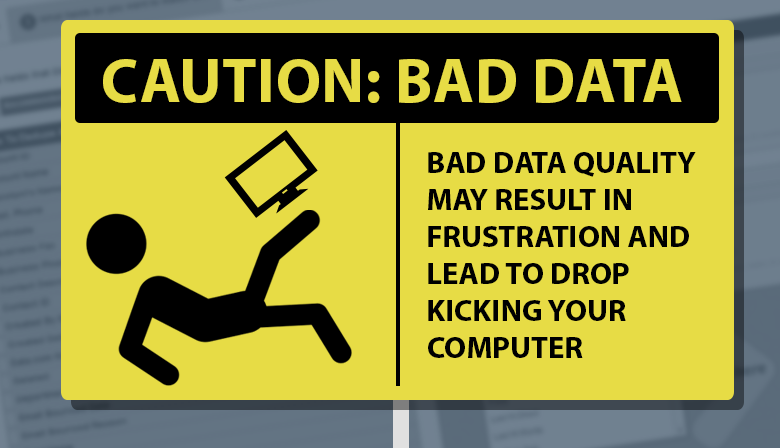 CAUTION: BAD DATA
BAD DATA QUALITY
MAY RESULT IN
FRUSTRATION AND
LEAD TO DROP
KICKING YOUR
COMPUTER